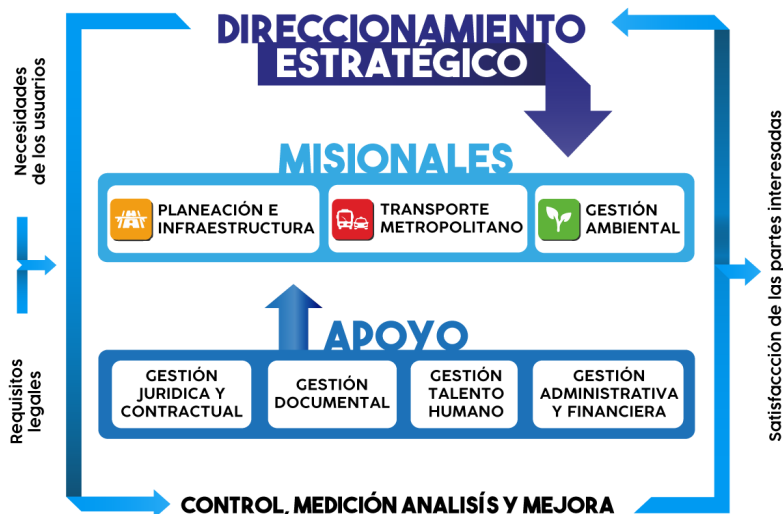 DIRECCIONAMIENTO
ESTRATÉGICO
Necesidades
de los usuarios
MISIONALES
PLANEACIÓN E
INFRAESTRUCTURA
TRANSPORTE
METROPOLITANO
GESTIÓN
AMBIENTAL
Requisitos
legales
APOYO
GESTIÓN
JURIDICA Y
CONTRACTUAL
GESTIÓN
DOCUMENTAL
GESTIÓN
TALENTO
HUMANO
GESTIÓN
ADMINISTRATIVA
Y FINANCIERA
CONTROL, MEDICIÓN ANALISÍS Y MEJORA
satisfaccción de las partes interesadas